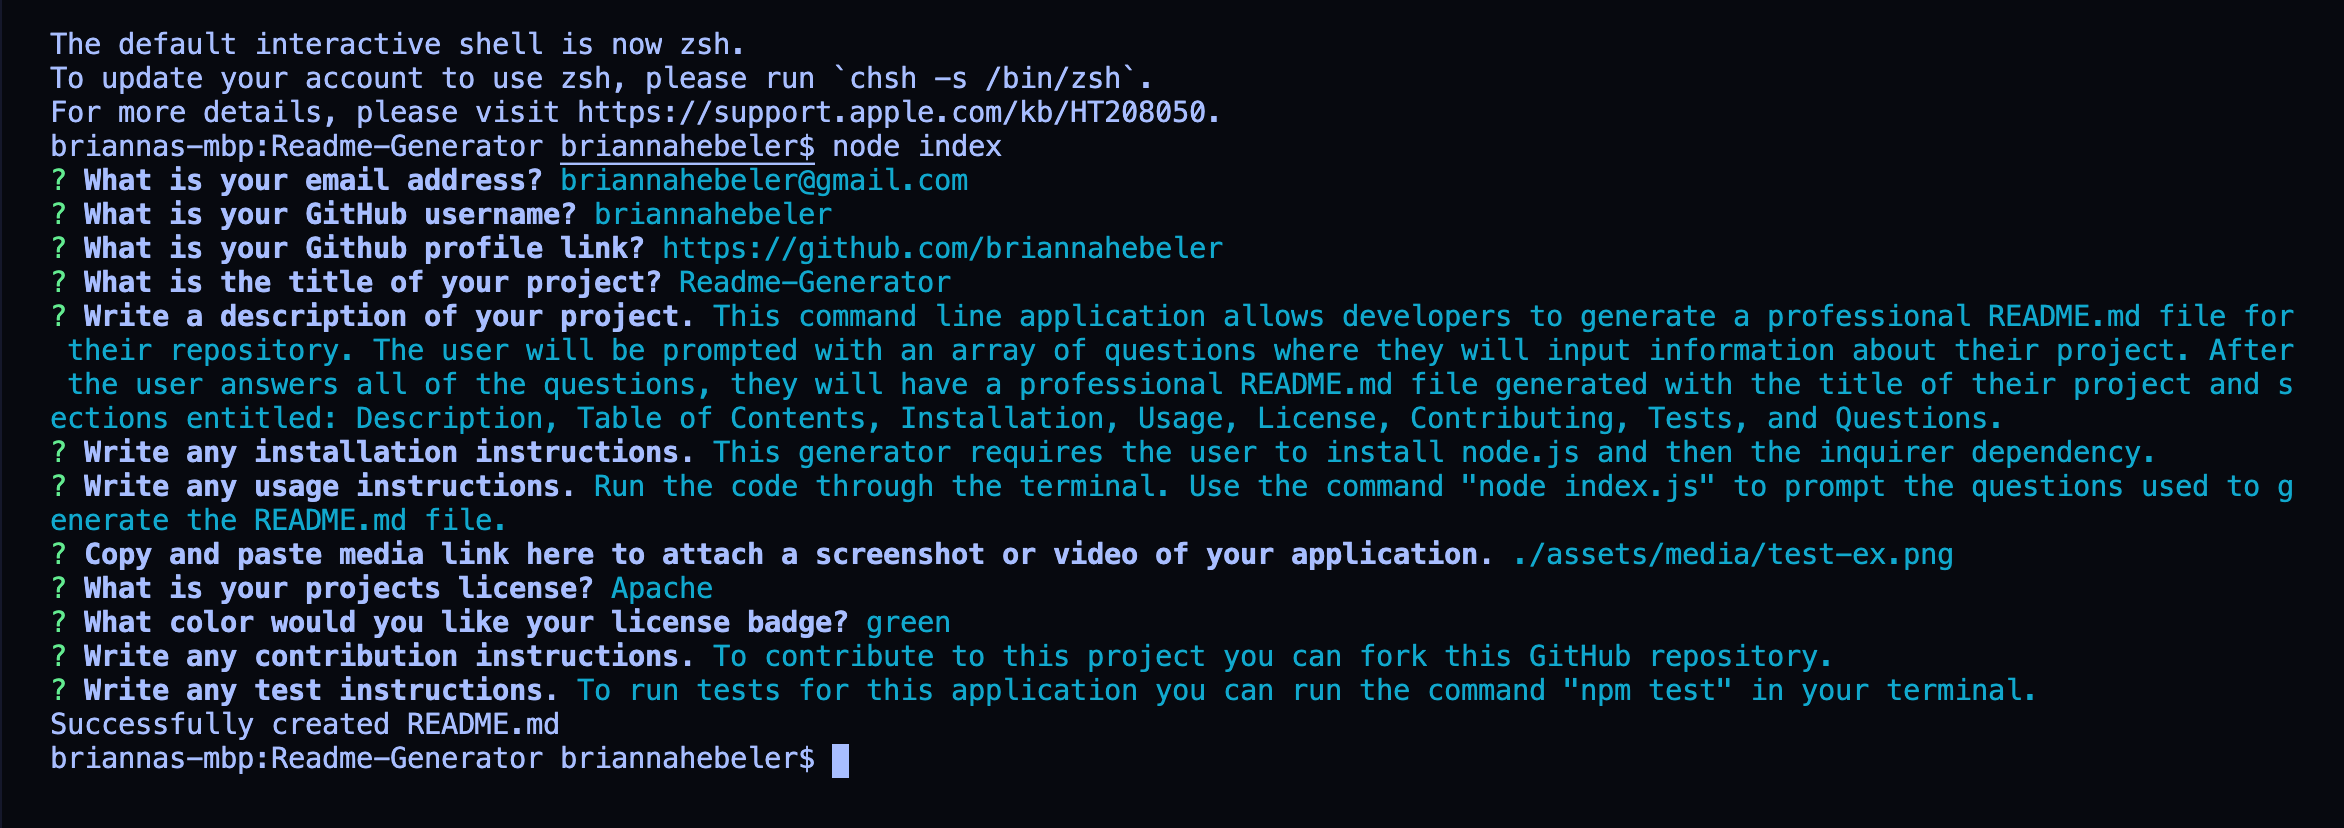 The default interactive shell is now zsh.
To update your account to use zsh, please run `chsh -s /bin/zsh`.
For more details, please visit https://support.apple.com/kb/HT208050.
briannas-mbp:Readme-Generator briannahebeler$ node index
? What is your email address? briannahebeler@gmail.com
? What is your GitHub username? briannahebeler
? What is your Github profile link? https://github.com/briannahebeler
? What is the title of your project? Readme-Generator
? Write a description of your project. This command line application allows developers to generate a professional README.md file for
 their repository. The user will be prompted with an array of questions where they will input information about their project. After
 the user answers all of the questions, they will have a professional README.md file generated with the title of their project and s
ections entitled: Description, Table of Contents, Installation, Usage, License, Contributing, Tests, and Questions.
? Write any installation instructions. This generator requires the user to install node.js and then the inquirer dependency.
? Write any usage instructions. Run the code through the terminal. Use the command "node index.js" to prompt the questions used to g
enerate the README.md file.
? Copy and paste media link here to attach a screenshot or video of your application. ./assets/media/test-ex.png
? What is your projects license? Apache
? What color would you like your license badge? green
? Write any contribution instructions. To contribute to this project you can fork this GitHub repository.
? Write any test instructions. To run tests for this application you can run the command "npm test" in your terminal.
Successfully created README.md
briannas-mbp:Readme-Generator briannahebeler$